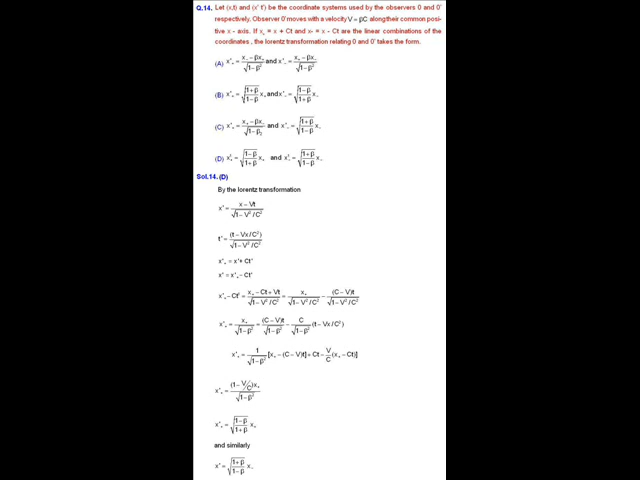 Q.14. Let (x,t) and (x' t') be the coordinate systems used by the observers 0 and 0'
respectively. Observer 0' moves with a velocity V = βC along their common posi-
tive x - axis. If x₊ = x + Ct and x- = x - Ct are the linear combinations of the
coordinates , the lorentz transformation relating 0 and 0' takes the form.
(A) x'₊ = (x₋ − βx₊)/√(1−β²) and x'₋ = (x₊ − βx₋)/√(1−β²)
(B) x'₊ = √((1+β)/(1−β)) x₊ and x'₋ = √((1−β)/(1+β)) x₋
(C) x'₊ = (x₊ − βx₋)/√(1−β₂) and x'₋ = √((1+β)/(1−β)) x₋
(D) x'₊ = √((1−β)/(1+β)) x₊ and x'₋ = √((1+β)/(1−β)) x₋
Sol.14. (D)
By the lorentz transformation
x' = (x − Vt)/√(1−V²/C²)
t' = (t − Vx/C²)/√(1−V²/C²)
x'₊ = x'+ Ct'
x' = x'₊ − Ct'
x'₊ − Ct' = (x₊ − Ct + Vt)/√(1−V²/C²) = x₊/√(1−V²/C²) − (C−V)t/√(1−V²/C²)
x'₊ = x₊/√(1−β²) = (C−V)t/√(1−β²) − C/√(1−β²) (t − Vx/C²)
x'₊ = 1/√(1−β²) [x₊ − (C − V)t] + Ct − V/C (x₊ − Ct)]
x'₊ = (1− V/C)x₊/√(1−β²)
x'₊ = √((1−β)/(1+β)) x₊
and similarly
x' = √((1+β)/(1−β)) x₋